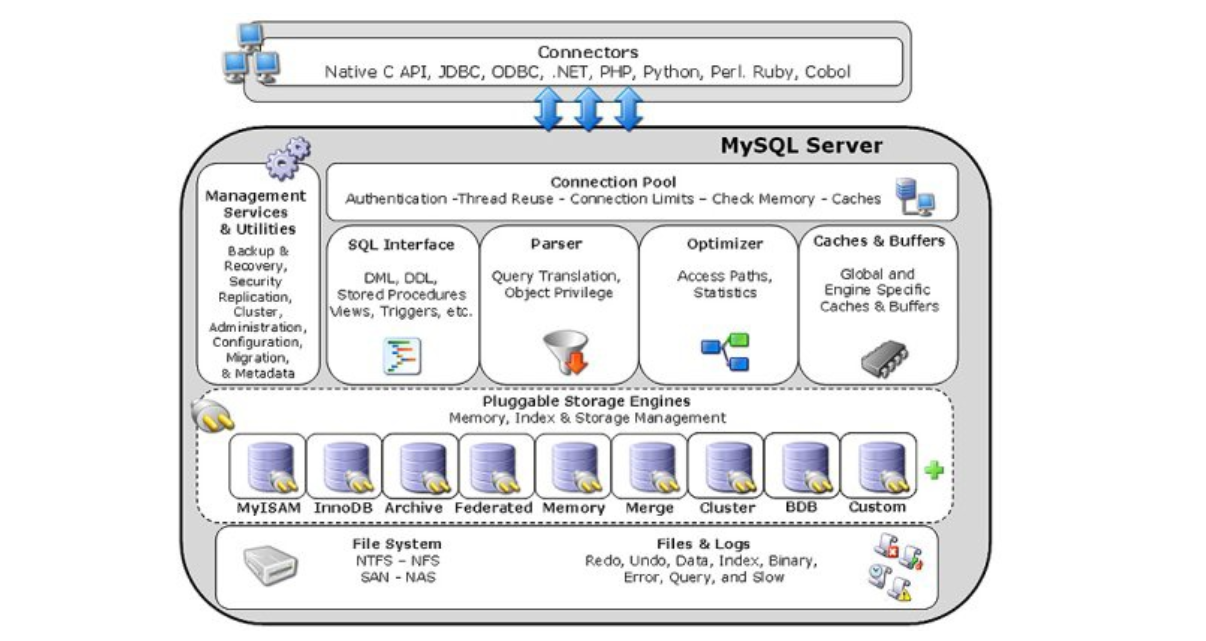 Connectors
Native C API, JDBC, ODBC, .NET, PHP, Python, Perl. Ruby, Cobol
MySQL Server
Management
Services
& Utilities
Backup &
Recovery,
Security
Replication,
Cluster,
Administration,
Configuration,
Migration,
& Metadata
Connection Pool
Authentication -Thread Reuse - Connection Limits – Check Memory - Caches
SQL Interface
DML, DDL,
Stored Procedures
Views, Triggers, etc.
Parser
Query Translation,
Object Privilege
Optimizer
Access Paths,
Statistics
Caches & Buffers
Global and
Engine Specific
Caches & Buffers
Pluggable Storage Engines
Memory, Index & Storage Management
MyISAM
InnoDB
Archive
Federated
Memory
Merge
Cluster
BDB
Custom
File System
NTFS – NFS
SAN - NAS
Files & Logs
Redo, Undo, Data, Index, Binary,
Error, Query, and Slow